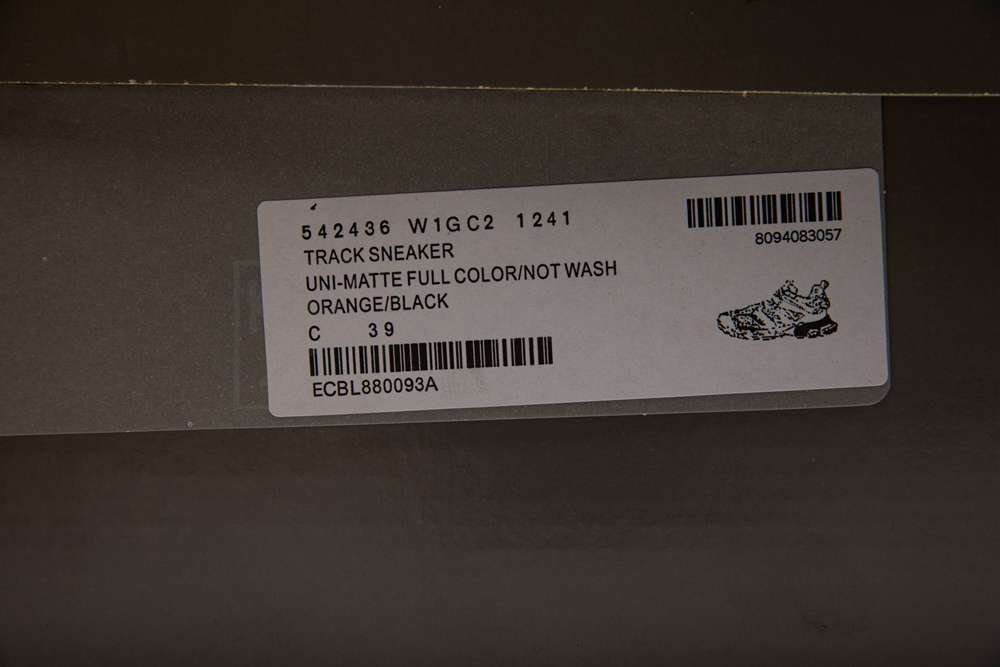 542436 W1GC2 1241
8094083057
TRACK SNEAKER
UNI-MATTE FULL COLOR/NOT WASH
ORANGE/BLACK
C 39
ECBL880093A